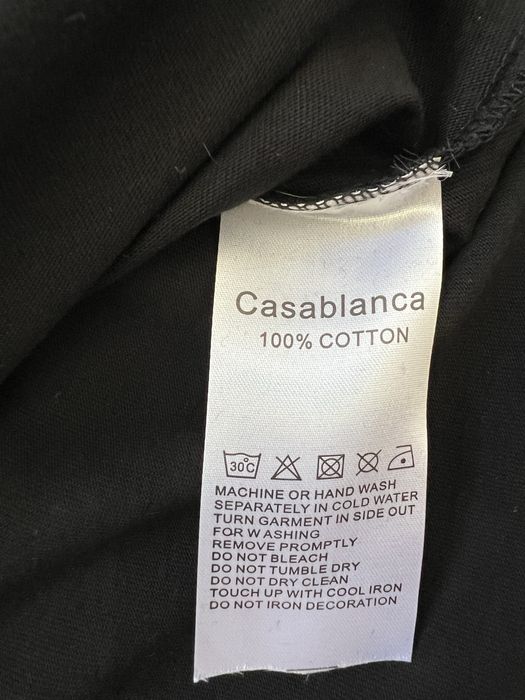 Casablanca
100% COTTON
30°C
MACHINE OR HAND WASH
SEPARATELY IN COLD WATER
TURN GARMENT IN SIDE OUT
FOR WASHING
REMOVE PROMPTLY
DO NOT BLEACH
DO NOT TUMBLE DRY
DO NOT DRY CLEAN
TOUCH UP WITH COOL IRON
DO NOT IRON DECORATION